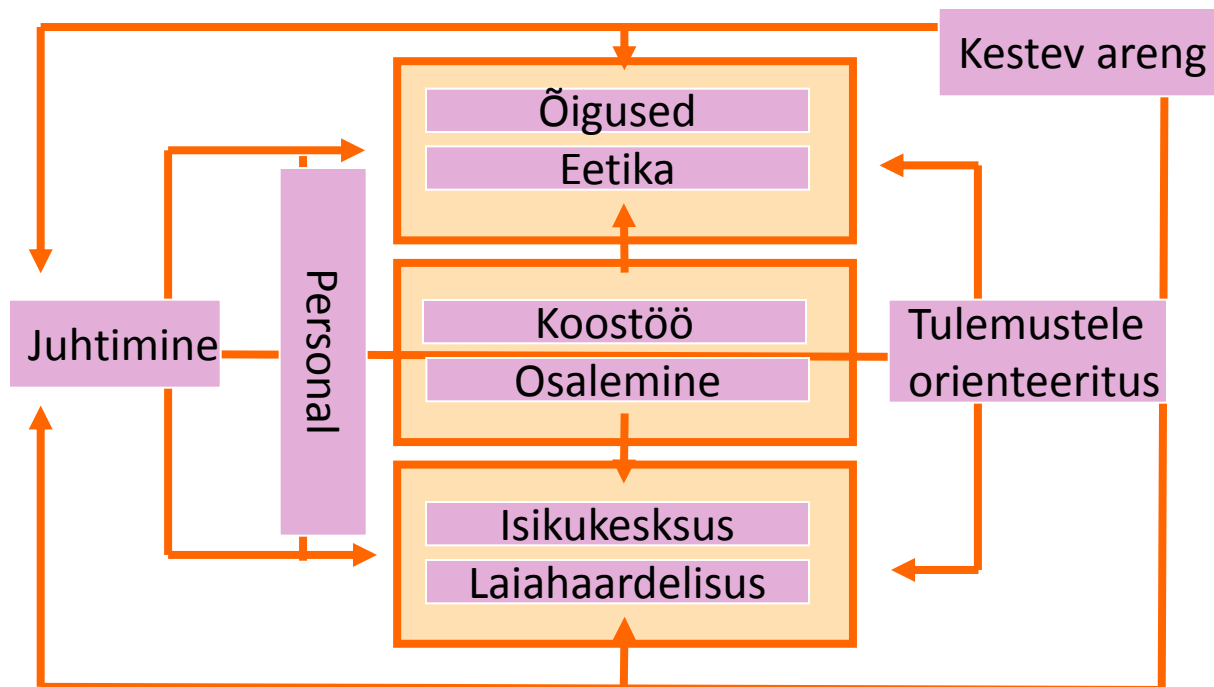 Kestev areng
Õigused
Eetika
Personal
Juhtimine
Koostöö
Osalemine
Tulemustele
orienteeritus
Isikukesksus
Laiahaardelisus